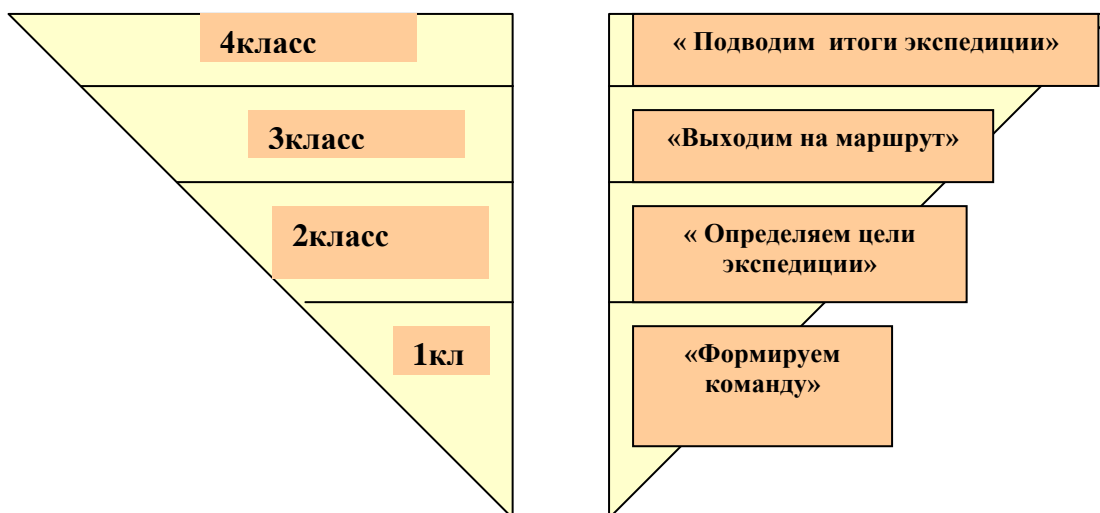 4класс
« Подводим итоги экспедиции»
3класс
«Выходим на маршрут»
2класс
« Определяем цели
экспедиции»
1кл
«Формируем
команду»